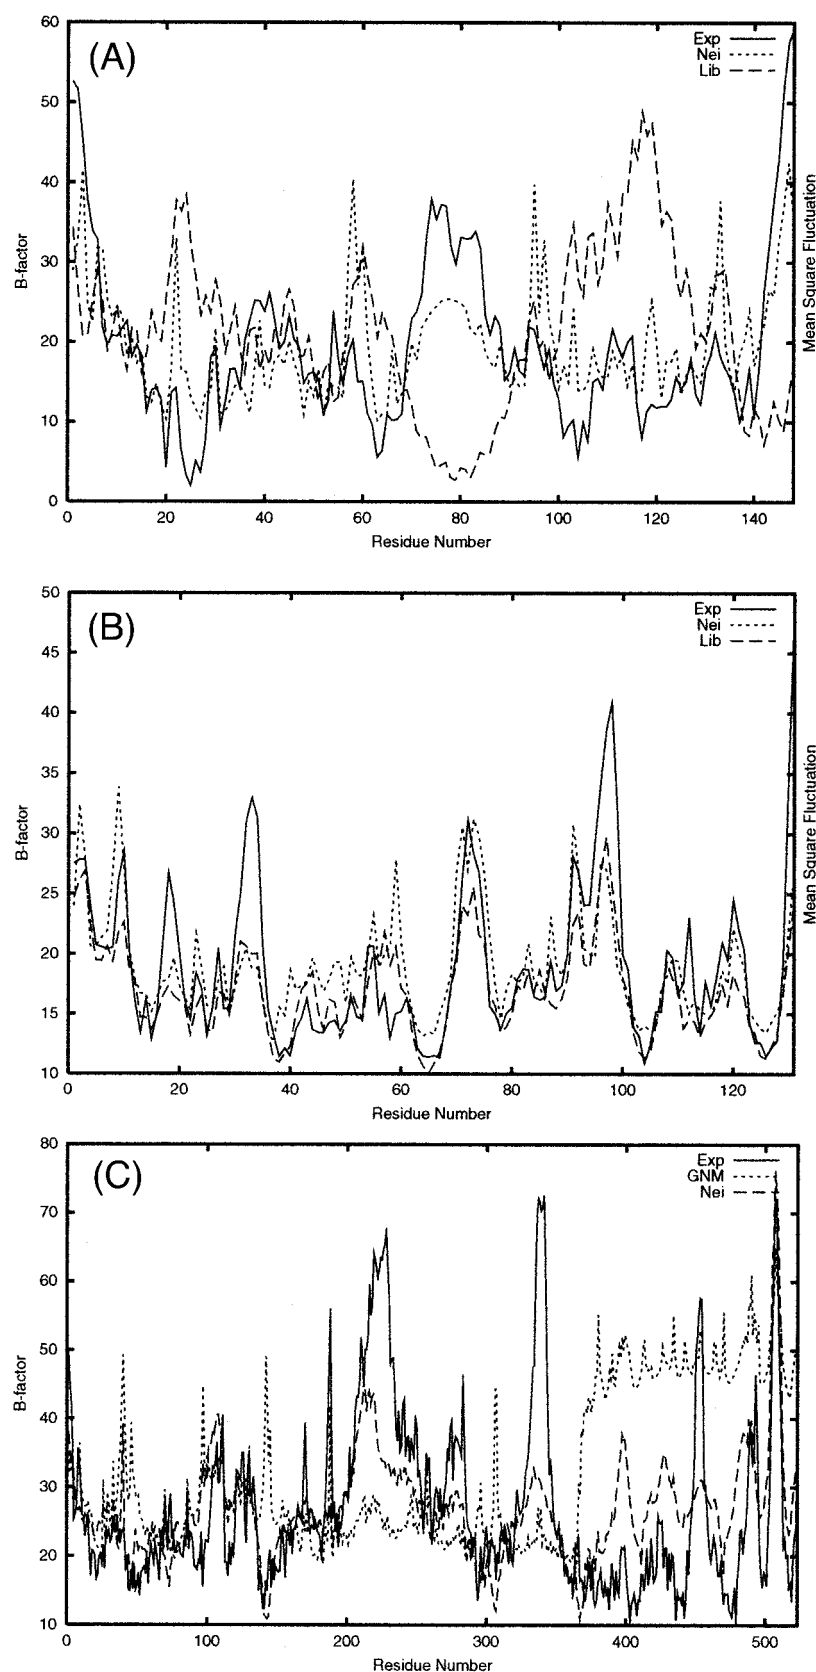 60
(A)
Exp
Nei
Lib
50
40
30
20
10
0
B-factor
Mean Square Fluctuation
0 20 40 60 80 100 120 140
Residue Number
50
(B)
Exp
Nei
Lib
45
40
35
30
25
20
15
10
B-factor
Mean Square Fluctuation
0 20 40 60 80 100 120
Residue Number
80
(C)
Exp
GNM
Nei
70
60
50
40
30
20
10
B-factor
0 100 200 300 400 500
Residue Number